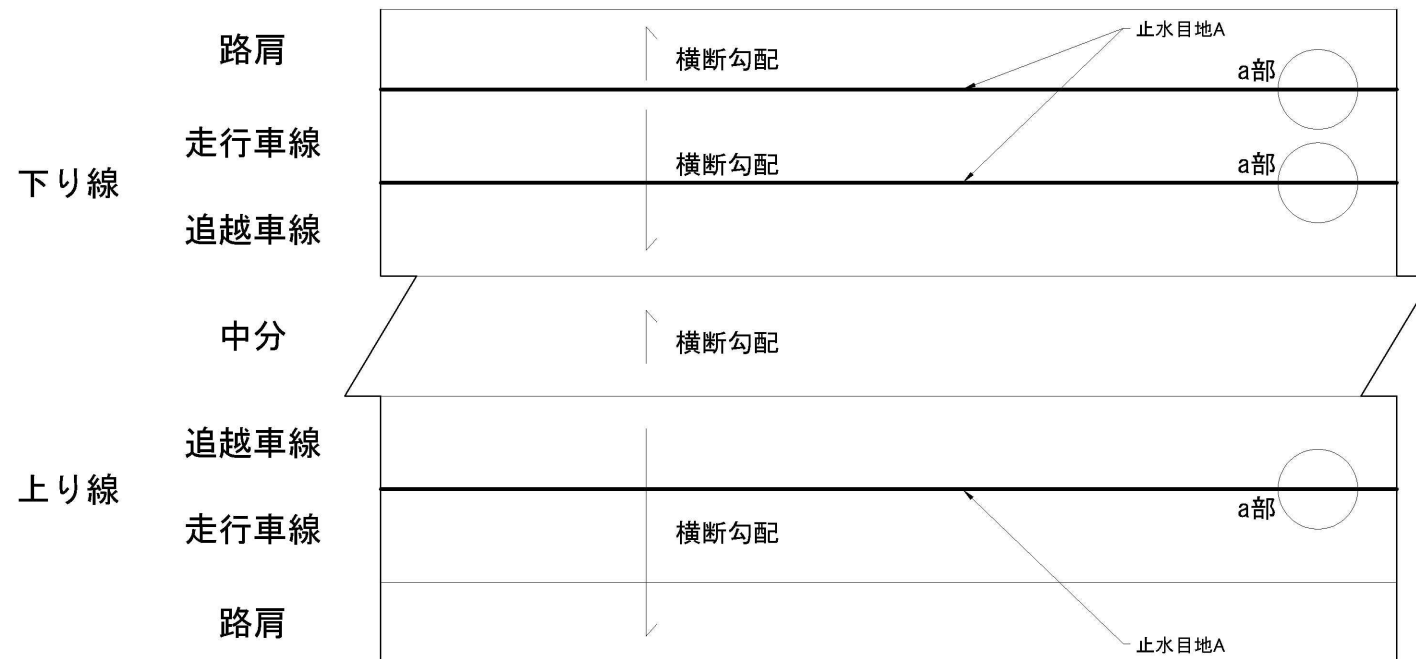 止水目地A
路肩
横断勾配
a部
走行車線
横断勾配
a部
下り線
追越車線
中分
横断勾配
追越車線
上り線
a部
走行車線
横断勾配
路肩
止水目地A